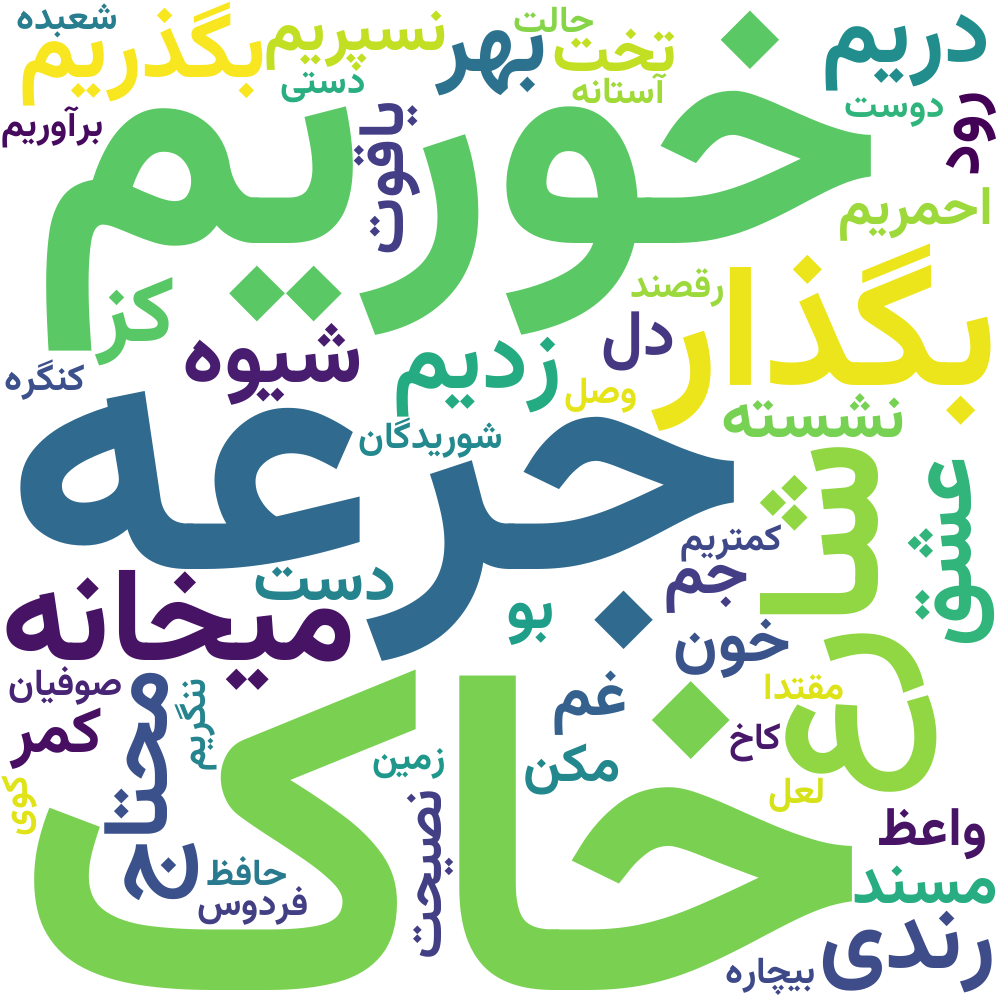 شعبده
بگذریم
نسپریم
حالت
بهر
تخت
دریم
دستی
آستانه
دوست
رود
برآوریم
خوریم
یاقوت
احمریم
رقصند
کز
بگذار
شیوه
دل
زدیم
وصل
کنگره
نشسته
شوریدگان
جرعه
شارع
عشق
کمتریم
جم
دست
میخانه
بو
خون
صوفیان
محتاج
ننگریم
غم
مقتدا
کمر
کاخ
خاک
زمین
مکن
کوی
لعل
نصیحت
واعظ
حافظ
مسند
فردوس
رندی
بیچاره